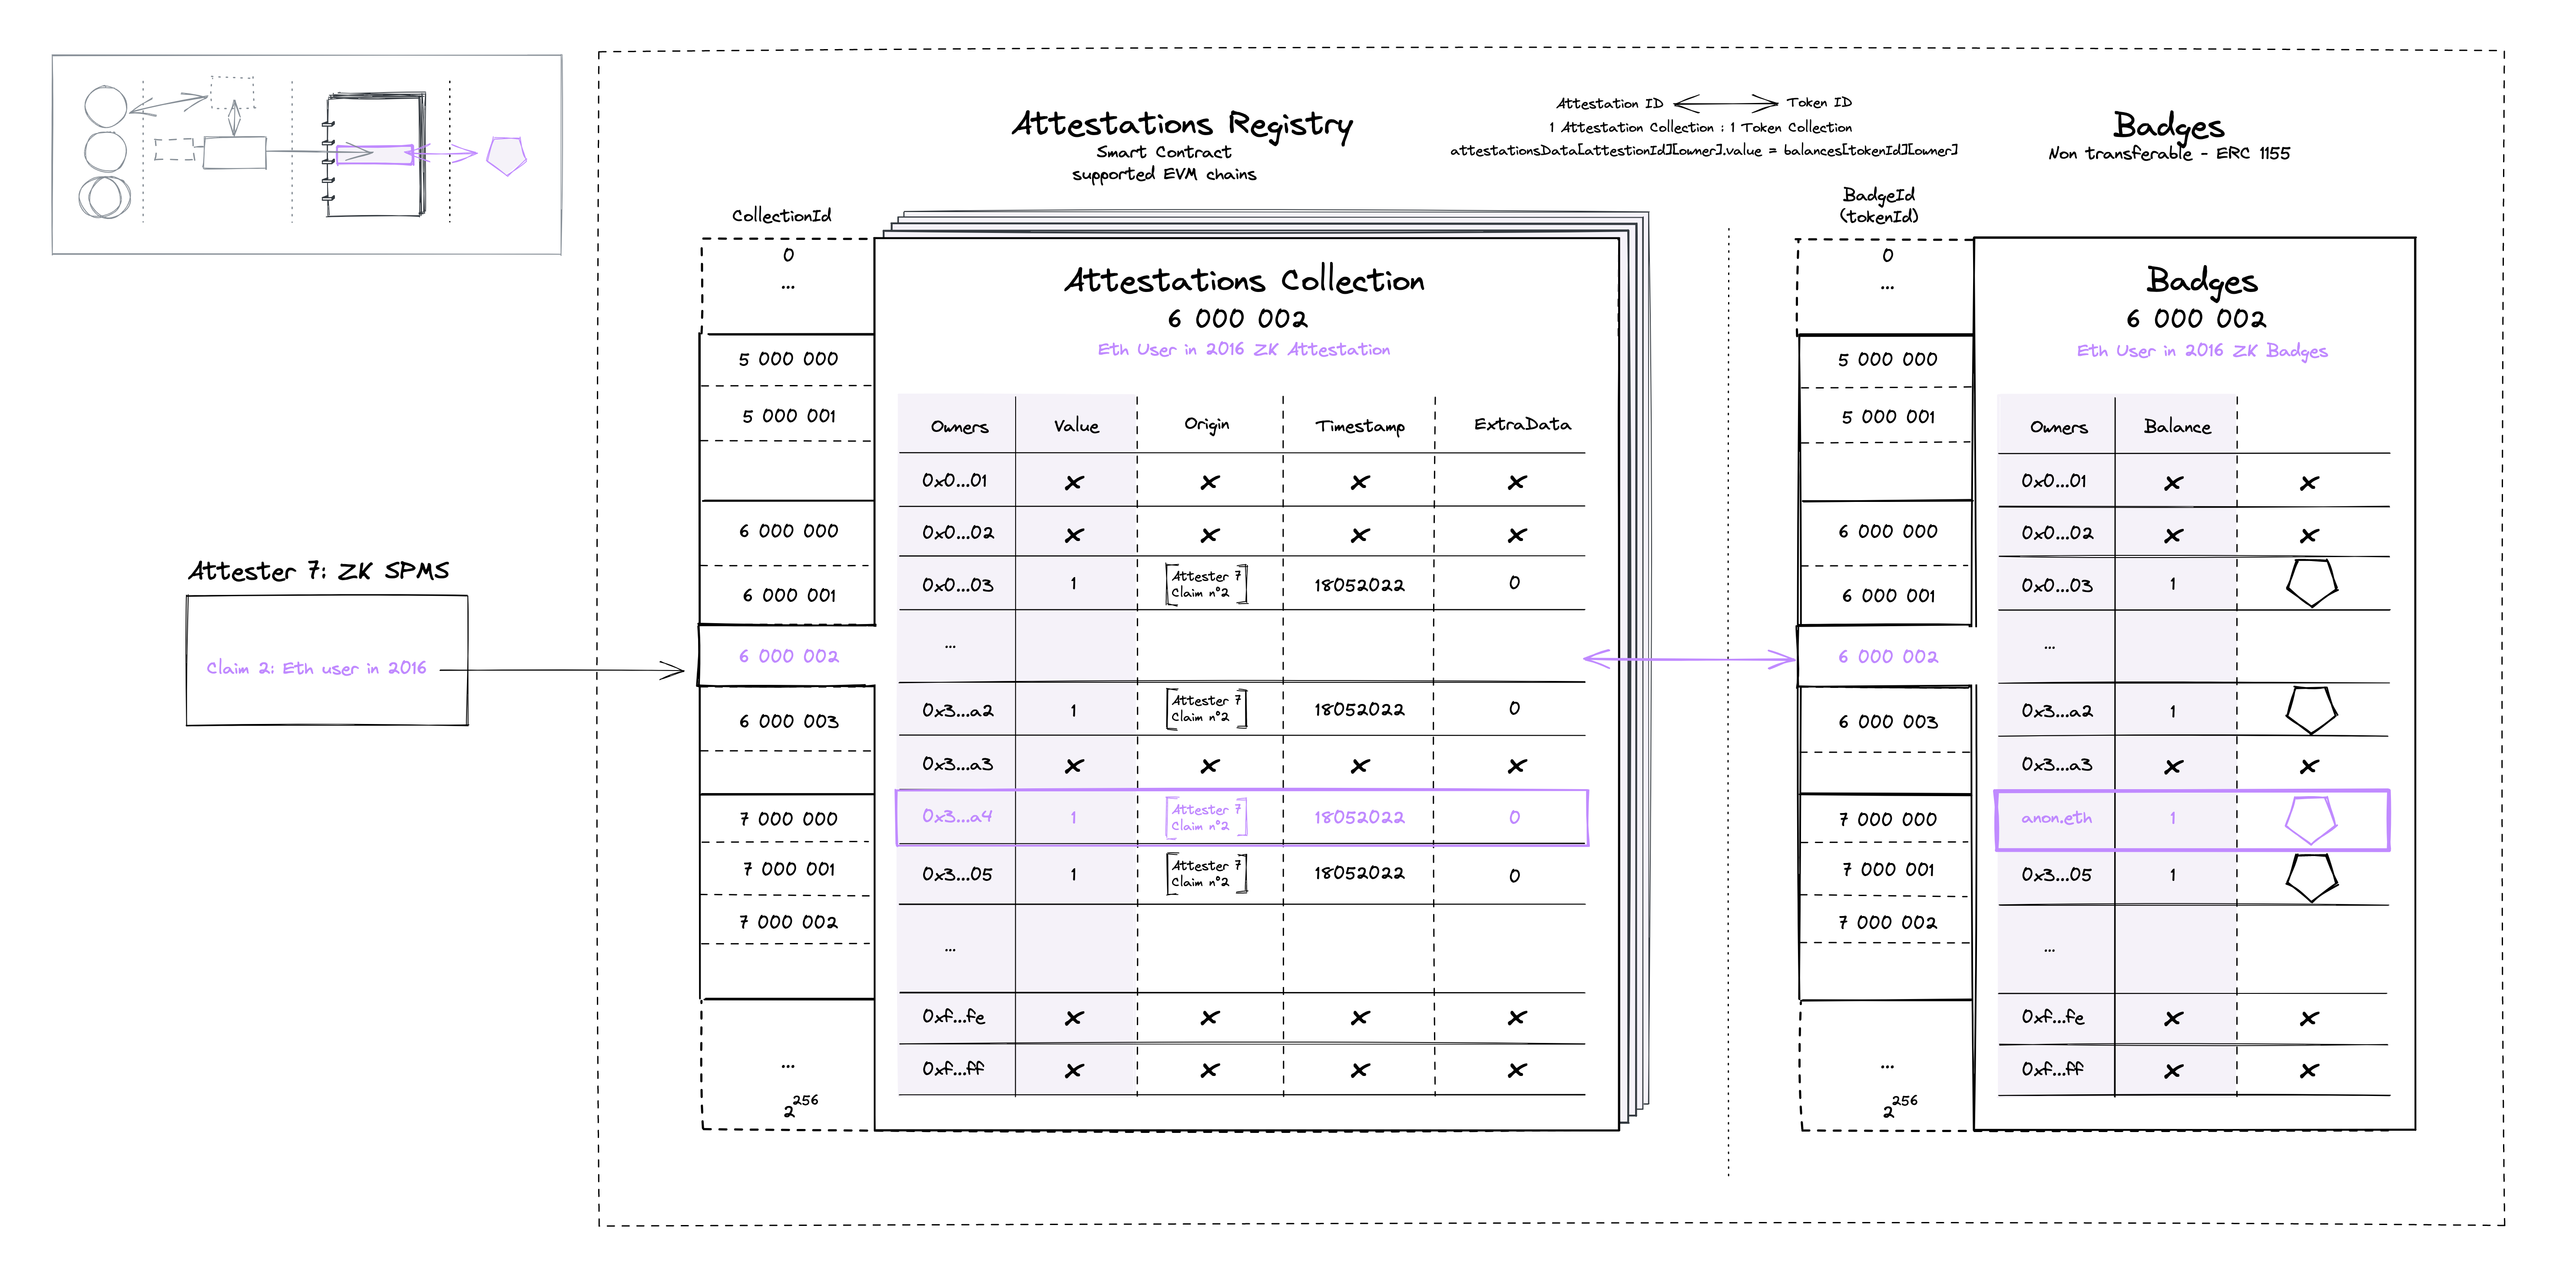 Attestations Registry
Smart Contract
supported EVM chains
Attestation ID Token ID
1 Attestation Collection : 1 Token Collection
attestationsData[attestionId][owner].value = balances[tokenId][owner]
Badges
Non transferable - ERC 1155
Attester 7: ZK SPMS
Claim 2: Eth user in 2016
CollectionId
0
...
5 000 000
5 000 001
6 000 000
6 000 001
6 000 002
6 000 003
7 000 000
7 000 001
7 000 002
...
2^256
Attestations Collection
6 000 002
Eth User in 2016 ZK Attestation
Owners Value Origin Timestamp ExtraData
0x0...01 x x x x
0x0...02 x x x x
0x0...03 1 [Attester 7 18052022 0
Claim n°2]
...
0x3...a2 1 [Attester 7 18052022 0
Claim n°2]
0x3...a3 x x x x
0x3...a4 1 [Attester 7 18052022 0
Claim n°2]
0x3...05 1 [Attester 7 18052022 0
Claim n°2]
...
0xf...fe x x x x
0xf...ff x x x x
BadgeId
(tokenId)
0
...
5 000 000
5 000 001
6 000 000
6 000 001
6 000 002
6 000 003
7 000 000
7 000 001
7 000 002
...
2^256
Badges
6 000 002
Eth User in 2016 ZK Badges
Owners Balance
0x0...01 x x
0x0...02 x x
0x0...03 1
...
0x3...a2 1
0x3...a3 x x
anon.eth 1
0x3...05 1
...
0xf...fe x x
0xf...ff x x